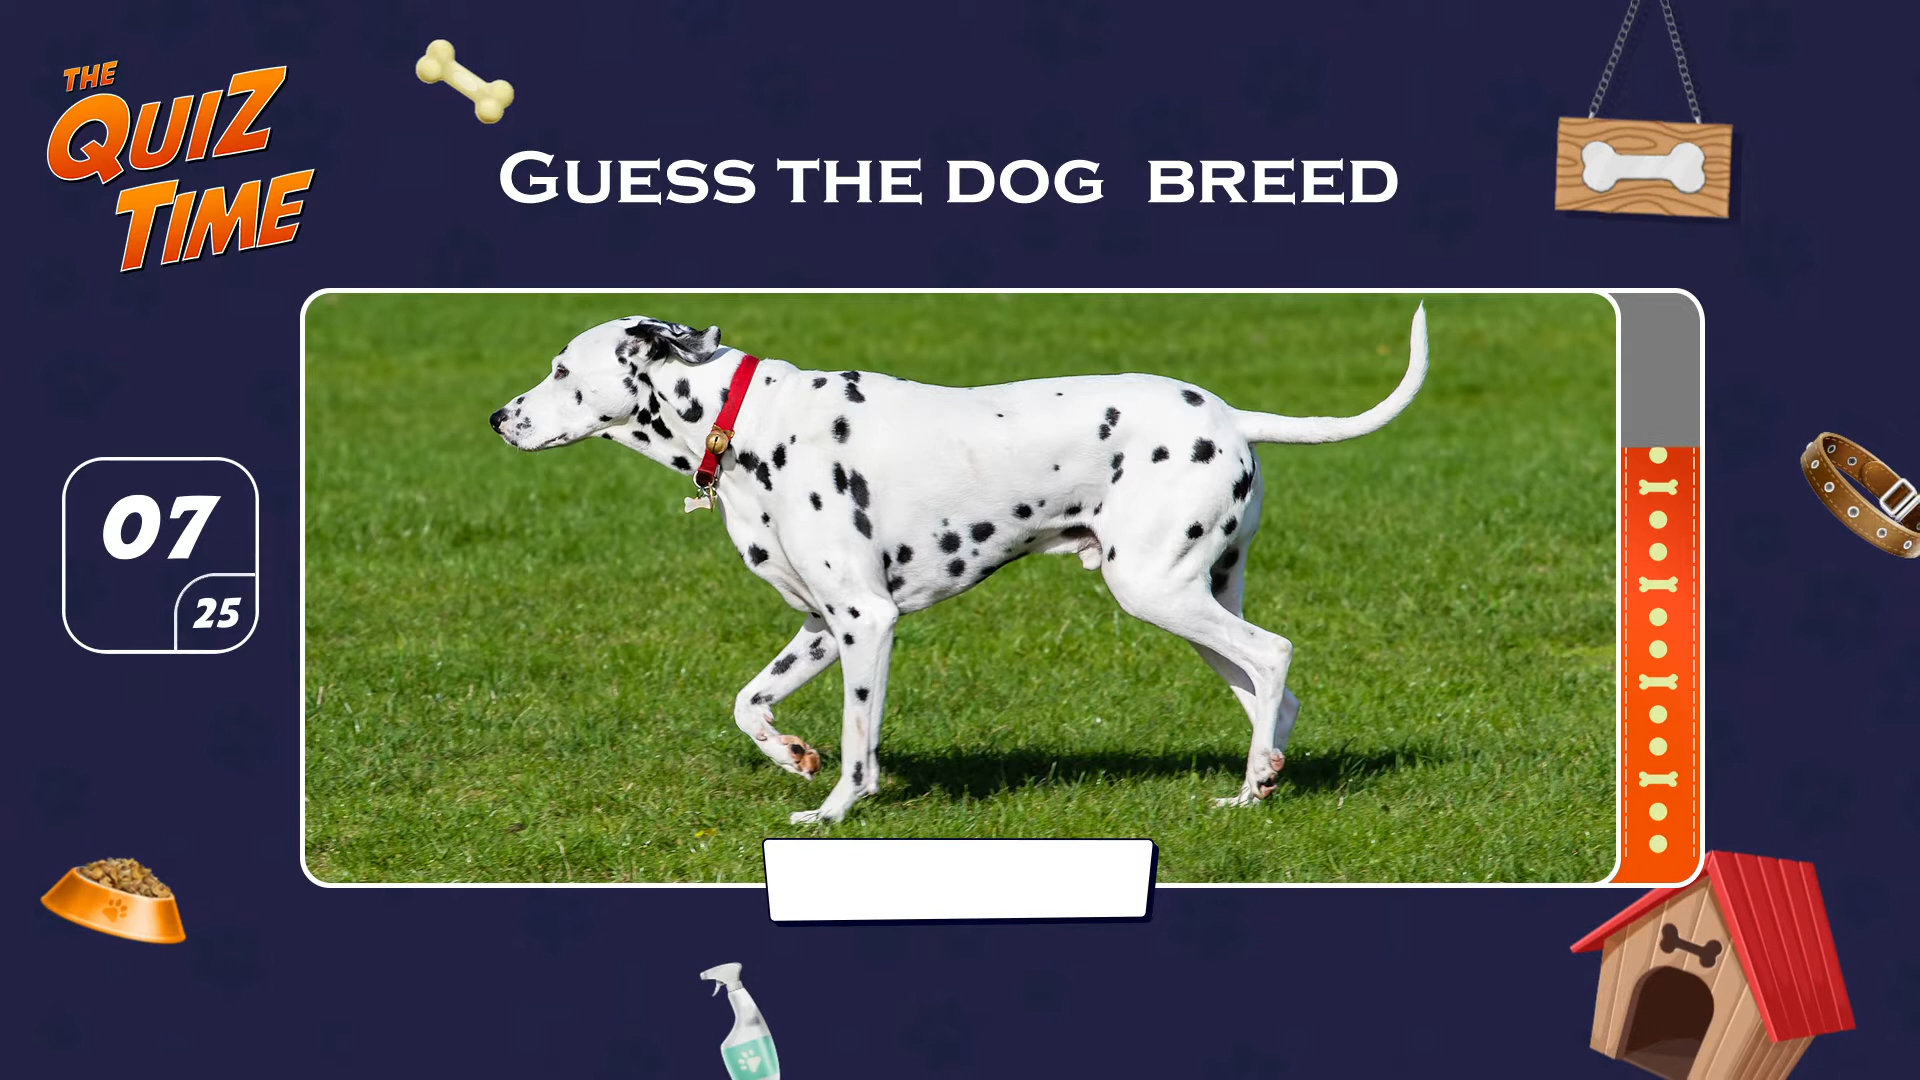 THE
QUIZ
TIME
GUESS THE DOG BREED
07
25